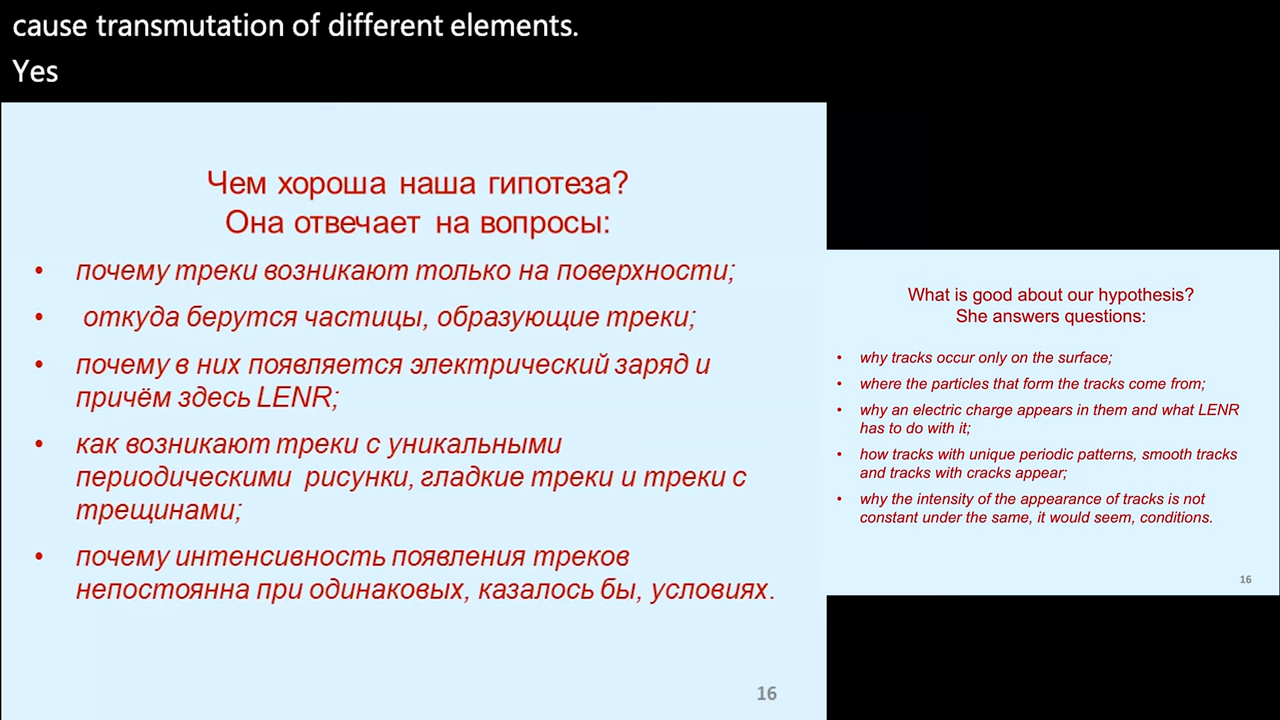 cause transmutation of different elements.
Yes
Чем хороша наша гипотеза?
Она отвечает на вопросы:
• почему треки возникают только на поверхности;
• откуда берутся частицы, образующие треки;
• почему в них появляется электрический заряд и
причём здесь LENR;
• как возникают треки с уникальными
периодическими рисунки, гладкие треки и треки с
трещинами;
• почему интенсивность появления треков
непостоянна при одинаковых, казалось бы, условиях.
16
What is good about our hypothesis?
She answers questions:
• why tracks occur only on the surface;
• where the particles that form the tracks come from;
• why an electric charge appears in them and what LENR
has to do with it;
• how tracks with unique periodic patterns, smooth tracks
and tracks with cracks appear;
• why the intensity of the appearance of tracks is not
constant under the same, it would seem, conditions.
16